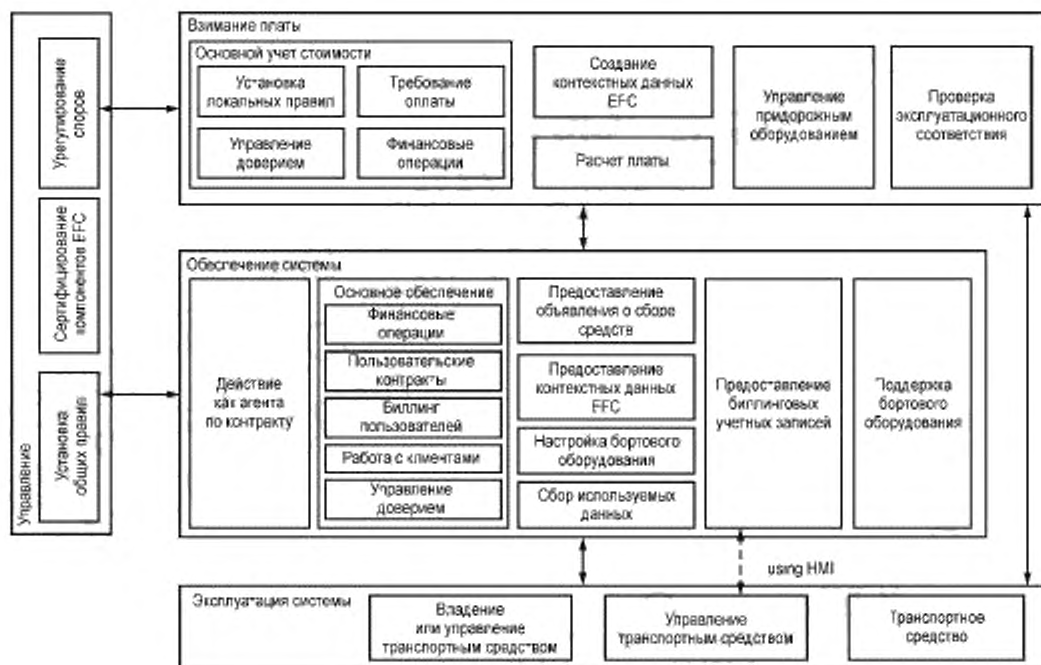 Управление
Урегулирование
споров
Сертифицирование
компонентов EFC
Установка
общих правил
Взимание платы
Основной учет стоимости
Установка
локальных правил
Требование
оплаты
Управление
доверием
Финансовые
операции
Создание
контекстных данных
EFC
Расчет платы
Управление
придорожным
оборудованием
Проверка
эксплуатационного
соответствия
Обеспечение системы
Действие
как агента
по контракту
Основное обеспечение
Финансовые
операции
Пользовательские
контракты
Биллинг
пользователей
Работа с клиентами
Управление
доверием
Предоставление
объявления о сборе
средств
Предоставление
контекстных данных
EFC
Настройка бортового
оборудования
Сбор используемых
данных
Предоставление
биллинговых
учетных записей
Поддержка
бортового
оборудования
using HMI
Эксплуатация системы
Владение
или управление
транспортным средством
Управление
транспортным средством
Транспортное
средство